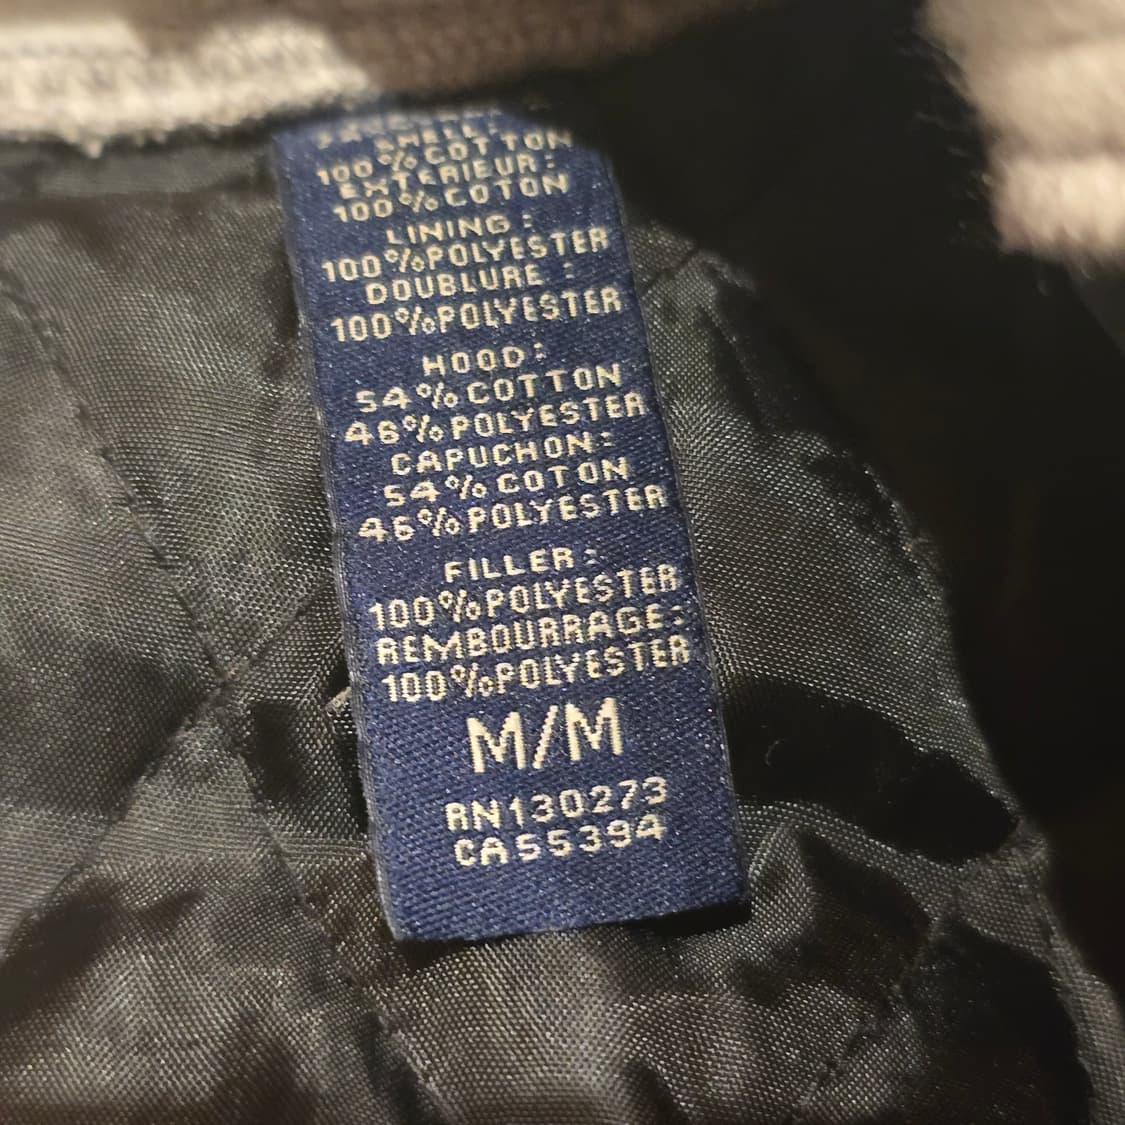 SHELL:
100%COTTON
EXTERIEUR:
100%COTON
LINING:
100%POLYESTER
DOUBLURE:
100%POLYESTER
HOOD:
54%COTTON
46%POLYESTER
CAPUCHON:
54%COTON
46%POLYESTER
FILLER:
100%POLYESTER
REMBOURRAGE:
100%POLYESTER
M/M
RN130273
CA55394